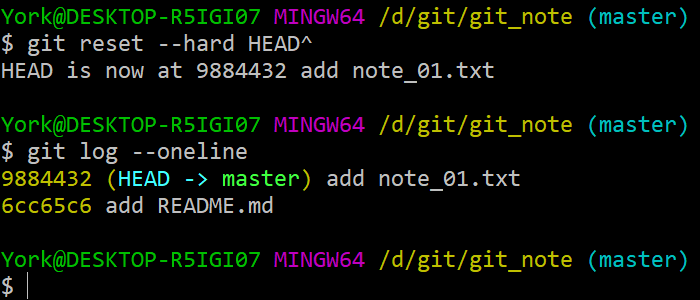 York@DESKTOP-R5IGI07 MINGW64 /d/git/git_note (master)
$ git reset --hard HEAD^
HEAD is now at 9884432 add note_01.txt
York@DESKTOP-R5IGI07 MINGW64 /d/git/git_note (master)
$ git log --oneline
9884432 (HEAD -> master) add note_01.txt
6cc65c6 add README.md
York@DESKTOP-R5IGI07 MINGW64 /d/git/git_note (master)
$